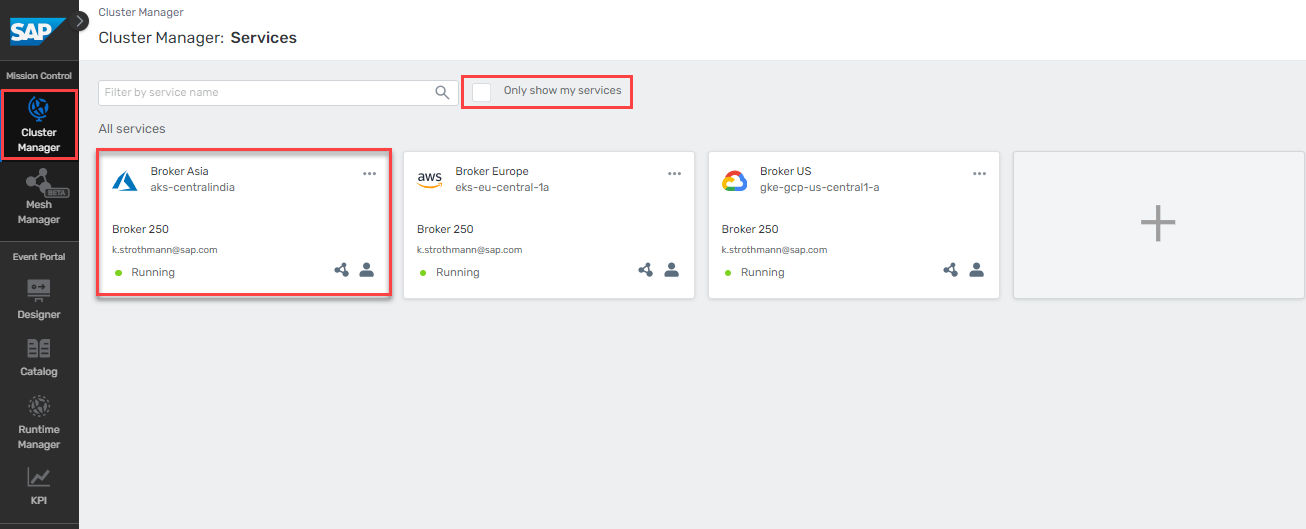 SAP
Mission Control
Cluster
Manager
BETA
Mesh
Manager
Event Portal
Designer
Catalog
Runtime
Manager
KPI
Cluster Manager
Cluster Manager: Services
Filter by service name
Only show my services
All services
Broker Asia
aks-centralindia
Broker 250
k.strothmann@sap.com
Running
aws
Broker Europe
eks-eu-central-1a
Broker 250
k.strothmann@sap.com
Running
Broker US
gke-gcp-us-central1-a
Broker 250
k.strothmann@sap.com
Running